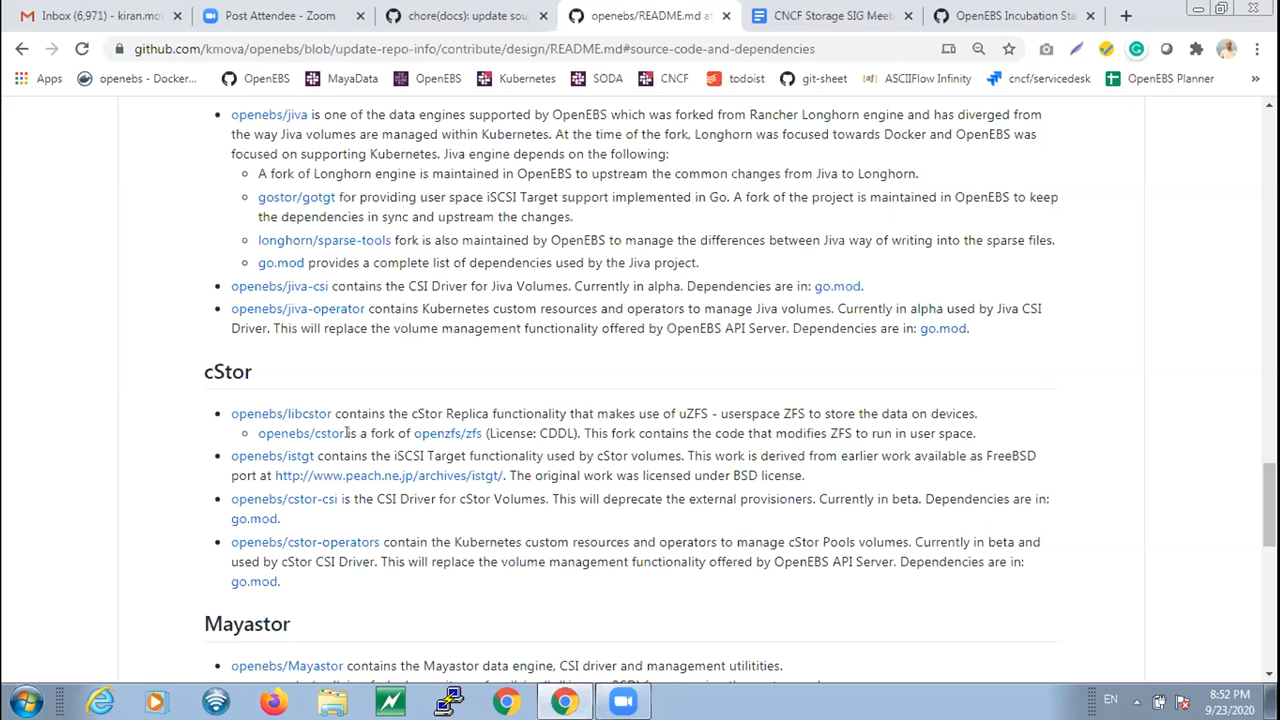 Inbox (6,971) - kiran.mov
Post Attendee - Zoom
chore(docs): update sou
openebs/README.md at
CNCF Storage SIG Meet
OpenEBS Incubation Sta
github.com/kmova/openebs/blob/update-repo-info/contribute/design/README.md#source-code-and-dependencies
Apps
openebs - Docker...
OpenEBS
MayaData
OpenEBS
Kubernetes
SODA
CNCF
todoist
git-sheet
ASCIIFlow Infinity
cncf/servicedesk
OpenEBS Planner
»
openebs/jiva is one of the data engines supported by OpenEBS which was forked from Rancher Longhorn engine and has diverged from
the way Jiva volumes are managed within Kubernetes. At the time of the fork, Longhorn was focused towards Docker and OpenEBS was
focused on supporting Kubernetes. Jiva engine depends on the following:
A fork of Longhorn engine is maintained in OpenEBS to upstream the common changes from Jiva to Longhorn.
gostor/gotgt for providing user space iSCSI Target support implemented in Go. A fork of the project is maintained in OpenEBS to keep
the dependencies in sync and upstream the changes.
longhorn/sparse-tools fork is also maintained by OpenEBS to manage the differences between Jiva way of writing into the sparse files.
go.mod provides a complete list of dependencies used by the Jiva project.
openebs/jiva-csi contains the CSI Driver for Jiva Volumes. Currently in alpha. Dependencies are in: go.mod.
openebs/jiva-operator contains Kubernetes custom resources and operators to manage Jiva volumes. Currently in alpha used by Jiva CSI
Driver. This will replace the volume management functionality offered by OpenEBS API Server. Dependencies are in: go.mod.
cStor
openebs/libcstor contains the cStor Replica functionality that makes use of uZFS - userspace ZFS to store the data on devices.
openebs/cstor is a fork of openzfs/zfs (License: CDDL). This fork contains the code that modifies ZFS to run in user space.
openebs/istgt contains the iSCSI Target functionality used by cStor volumes. This work is derived from earlier work available as FreeBSD
port at http://www.peach.ne.jp/archives/istgt/. The original work was licensed under BSD license.
openebs/cstor-csi is the CSI Driver for cStor Volumes. This will deprecate the external provisioners. Currently in beta. Dependencies are in:
go.mod.
openebs/cstor-operators contain the Kubernetes custom resources and operators to manage cStor Pools volumes. Currently in beta and
used by cStor CSI Driver. This will replace the volume management functionality offered by OpenEBS API Server. Dependencies are in:
go.mod.
Mayastor
openebs/Mayastor contains the Mayastor data engine, CSI driver and management utilitities.
EN
8:52 PM
9/23/2020